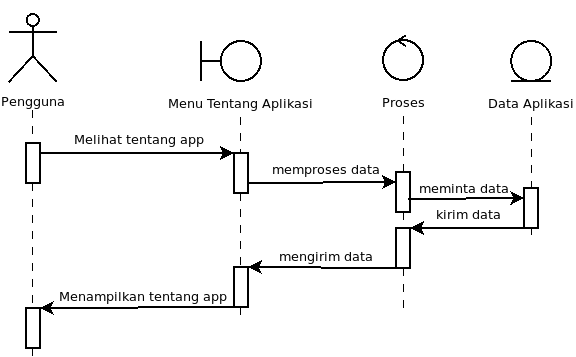 Pengguna
Menu Tentang Aplikasi
Proses
Data Aplikasi
Melihat tentang app
memproses data
meminta data
kirim data
mengirim data
Menampilkan tentang app